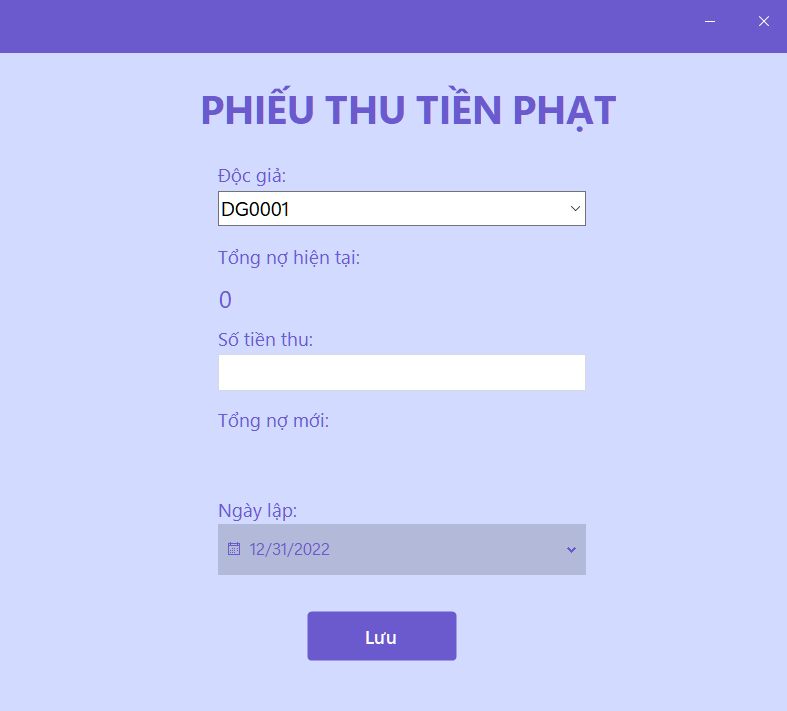 PHIẾU THU TIỀN PHẠT
Độc giả:
DG0001
Tổng nợ hiện tại:
0
Số tiền thu:
Tổng nợ mới:
Ngày lập:
12/31/2022
Lưu